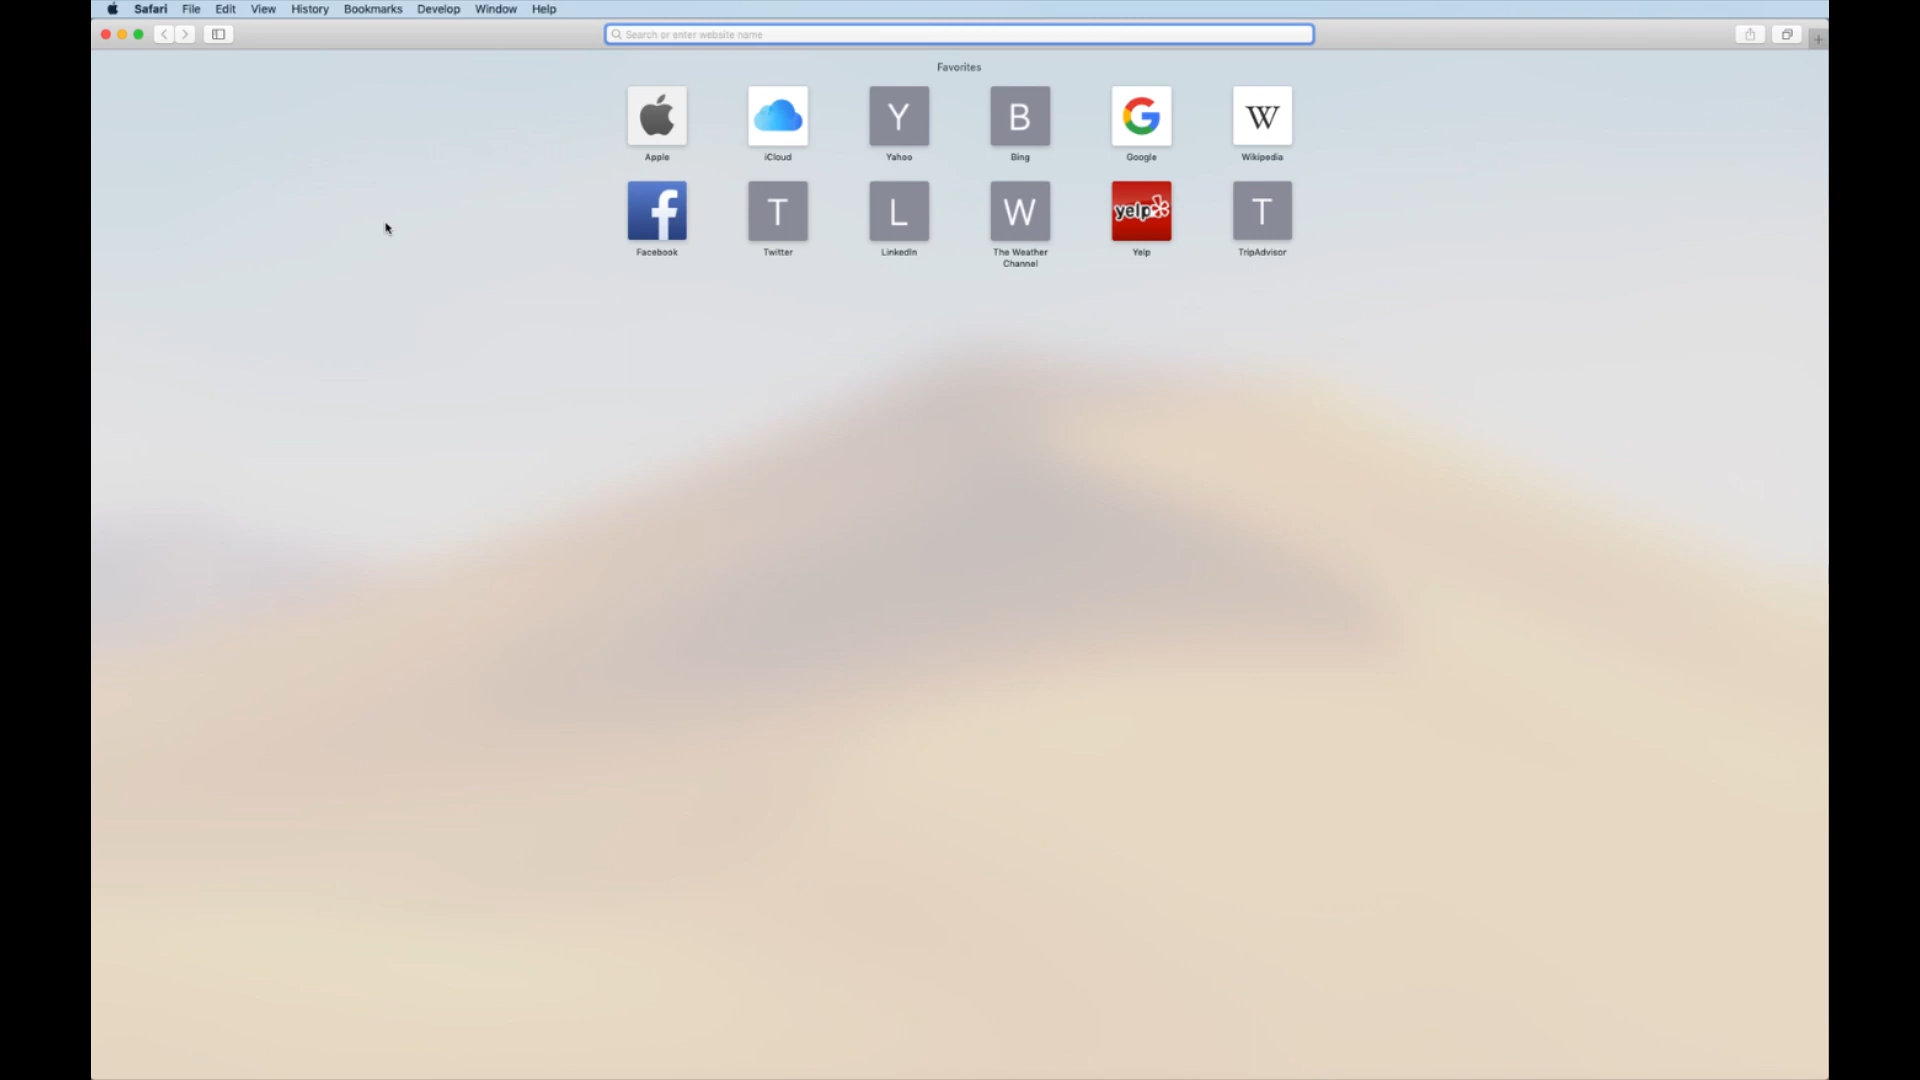 Safari File Edit View History Bookmarks Develop Window Help
Search or enter website name
Favorites
Y B G W
Apple iCloud Yahoo Bing Google Wikipedia
f T L W yelp T
Facebook Twitter LinkedIn The Weather Channel Yelp TripAdvisor